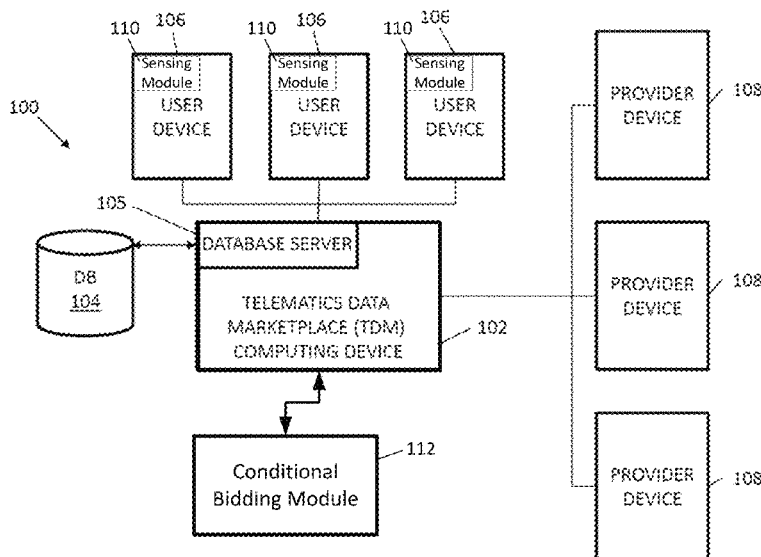 106 106 106
110 110 110
Sensing Sensing Sensing
Module Module Module
USER USER USER
DEVICE DEVICE DEVICE
PROVIDER
DEVICE
108
100
105
DATABASE SERVER
DB
104
TELEMATICS DATA
MARKETPLACE (TDM)
COMPUTING DEVICE
102
PROVIDER
DEVICE
108
112
Conditional
Bidding Module
PROVIDER
DEVICE
108